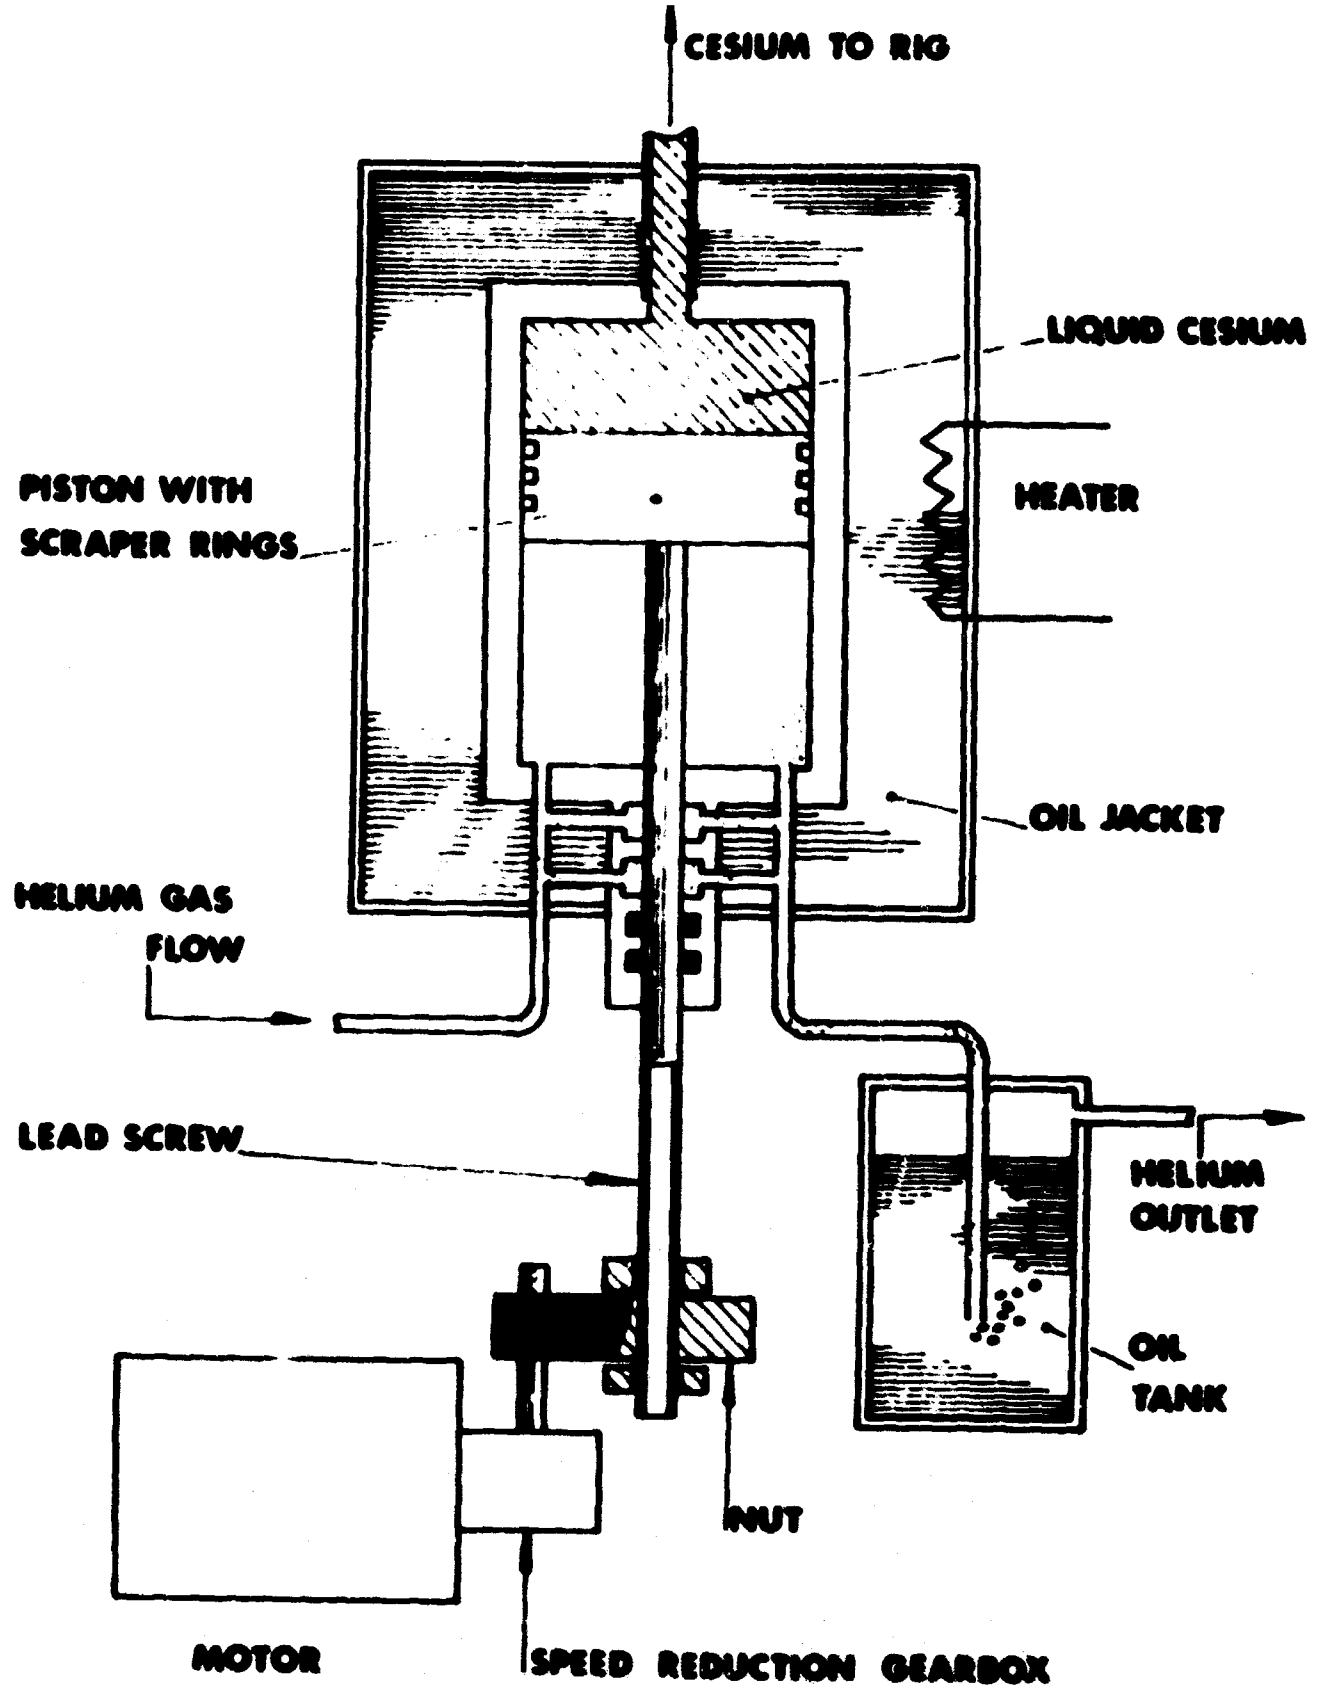 CESIUM TO RIG
LIQUID CESIUM
HEATER
PISTON WITH
SCRAPER RINGS
OIL JACKET
HELIUM GAS
FLOW
LEAD SCREW
HELIUM
OUTLET
OIL
TANK
NUT
MOTOR
SPEED REDUCTION GEARBOX